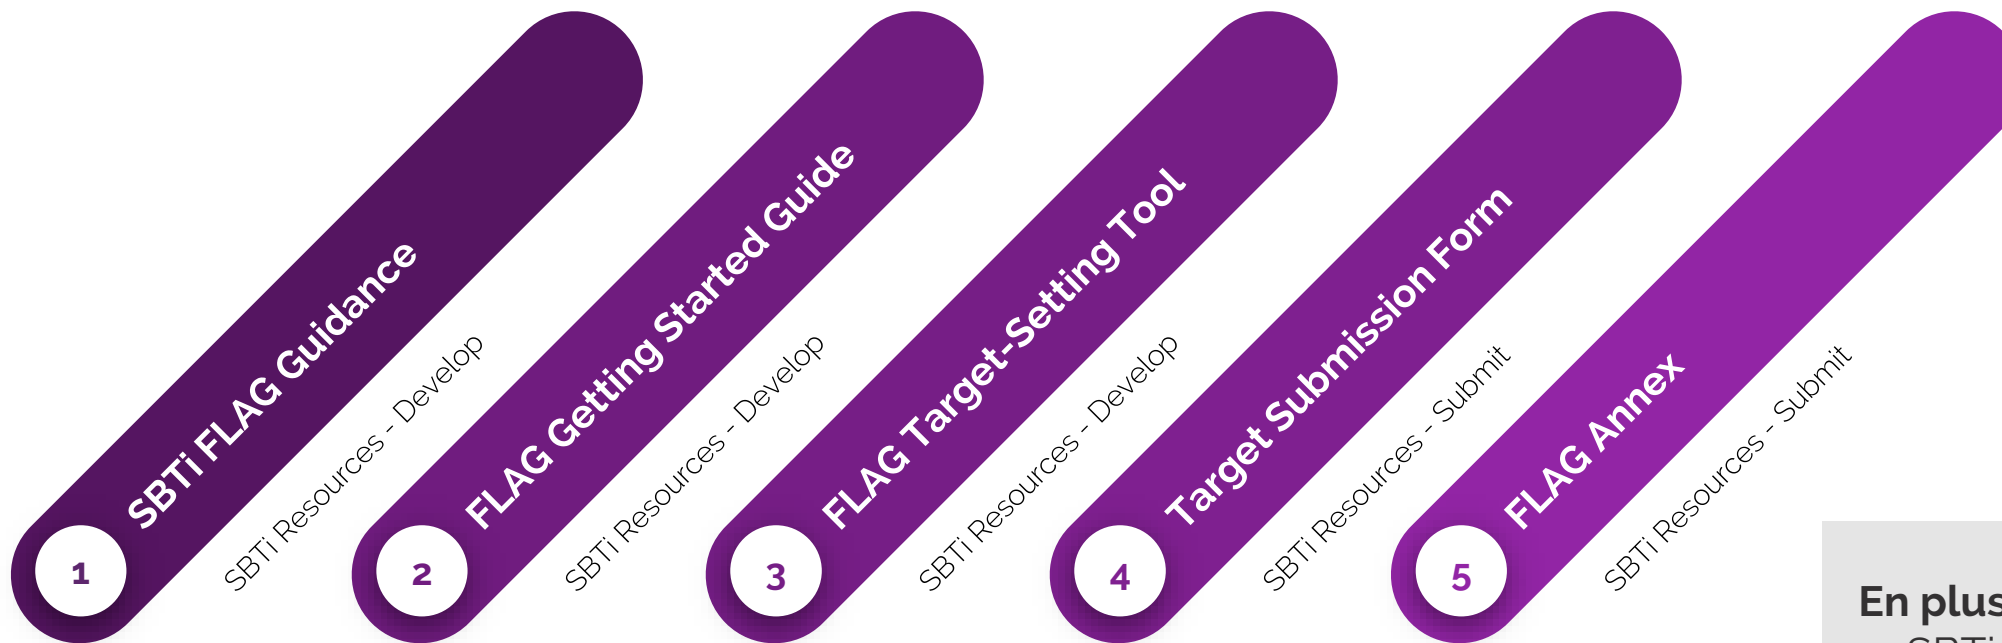 1
SBTi FLAG Guidance
SBTi Resources - Develop
2
FLAG Getting Started Guide
SBTi Resources - Develop
3
FLAG Target-Setting Tool
SBTi Resources - Develop
4
Target Submission Form
SBTi Resources - Submit
5
FLAG Annex
SBTi Resources - Submit
En plus